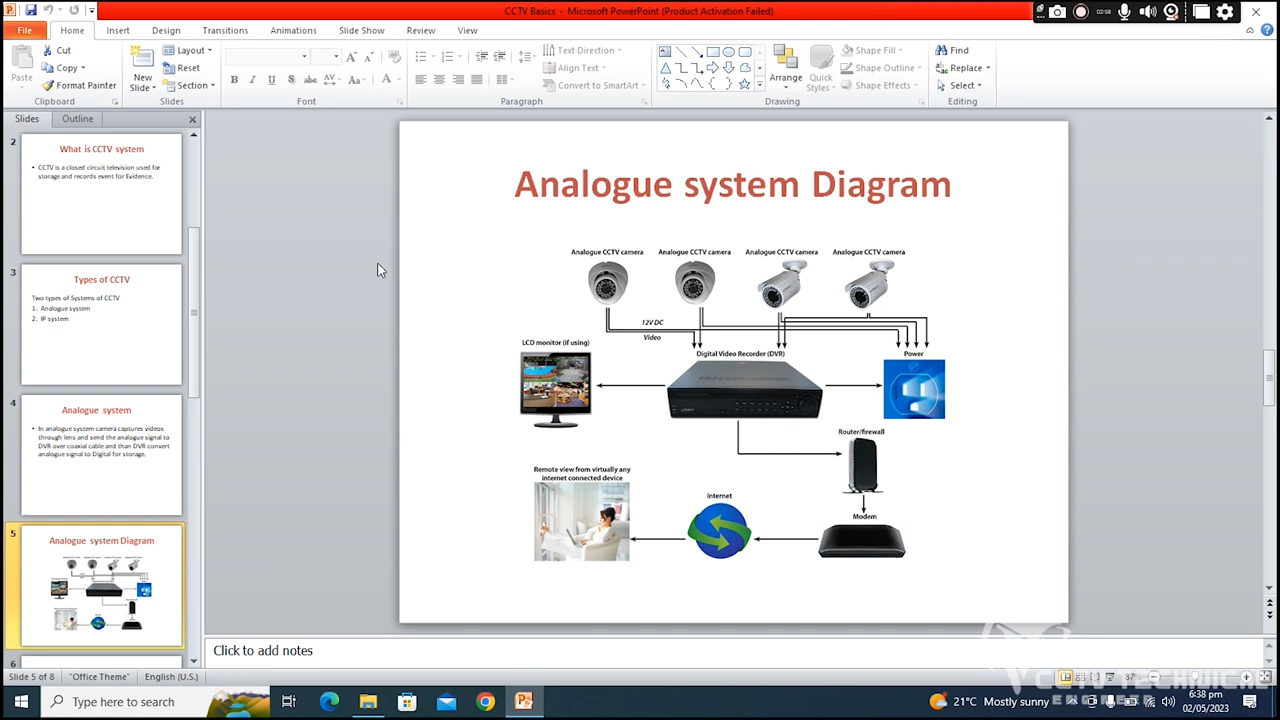 CCTV Basics - Microsoft PowerPoint (Product Activation Failed)
02:58
File Home Insert Design Transitions Animations Slide Show Review View
Cut
Copy
Format Painter
Paste
Clipboard
New Slide
Layout
Reset
Section
Slides
Font
Text Direction
Align Text
Convert to SmartArt
Paragraph
Arrange
Quick Styles
Shape Fill
Shape Outline
Shape Effects
Drawing
Find
Replace
Select
Editing
Slides Outline
2
What is CCTV system
• CCTV is a closed circuit television used for
storage and records event for Evidence.
3
Types of CCTV
Two types of Systems of CCTV
1. Analogue system
2. IP system
4
Analogue system
• In analogue system camera captures videos
through lens and send the analogue signal to
DVR over coaxial cable and than DVR convert
analogue signal to Digital for storage.
5
Analogue system Diagram
6
Analogue system Diagram
Analogue CCTV camera Analogue CCTV camera Analogue CCTV camera Analogue CCTV camera
12V DC
Video
LCD monitor (if using)
Digital Video Recorder (DVR)
Power
Router/firewall
Remote view from virtually any
internet connected device
Internet
Modem
Click to add notes
Slide 5 of 8 "Office Theme" English (U.S.)
87%
CCTV TECHNICAL
ENGINEER
Type here to search
21°C Mostly sunny
6:38 pm
02/05/2023